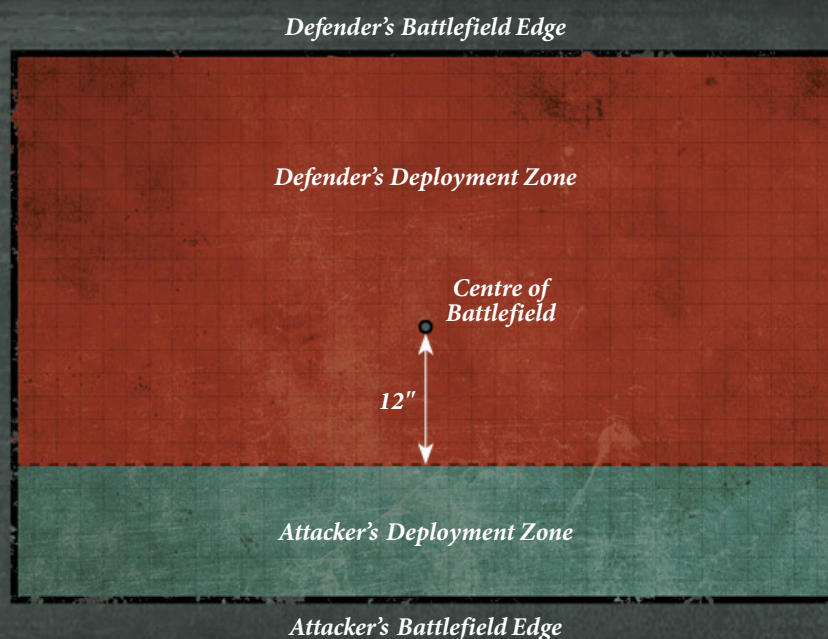 Defender's Battlefield Edge
Defender's Deployment Zone
Centre of
Battlefield
12"
Attacker's Deployment Zone
Attacker's Battlefield Edge